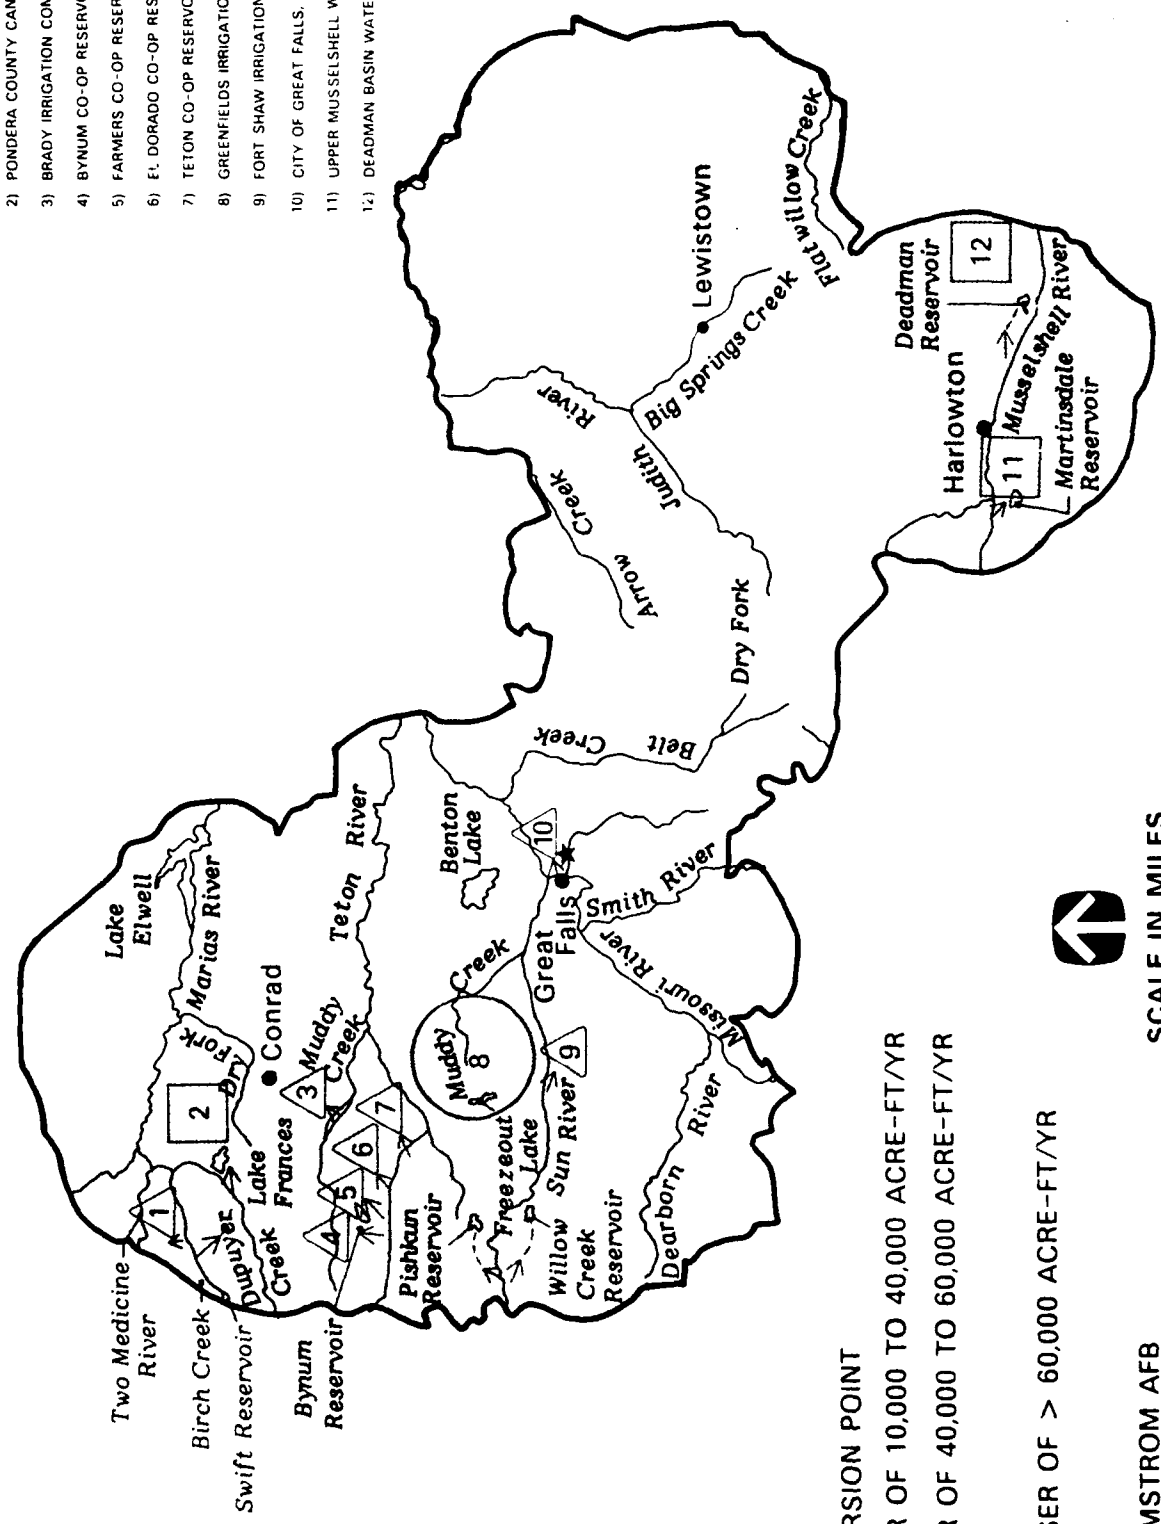 2) PONDERA COUNTY CAN
3) BRADY IRRIGATION COM
4) BYNUM CO-OP RESERV
5) FARMERS CO-OP RESER
6) EL DORADO CO-OP RES
7) TETON CO-OP RESERVO
8) GREENFIELDS IRRIGATIO
9) FORT SHAW IRRIGATION
10) CITY OF GREAT FALLS,
11) UPPER MUSSELSHELL W
12) DEADMAN BASIN WATE
Two Medicine
River
Birch Creek
Swift Reservoir
Dupuyer
Creek
Lake
Frances
Bynum
Reservoir
Pishkun
Reservoir
Freezeout
Lake
Willow
Creek
Reservoir
Sun River
Dearborn
River
Missouri River
Smith River
Great
Falls
Muddy
Creek
Muddy
Creek
Conrad
Dry
Fork
Marias River
Lake
Elwell
Teton River
Benton
Lake
Belt
Creek
Dry Fork
Arrow
Creek
Judith
River
Big Springs Creek
Lewistown
Flatwillow Creek
Deadman
Reservoir
Harlowton
Musselshell River
Martinsdale
Reservoir
1
2
3
4
5
6
7
8
9
10
11
12
RSION POINT
R OF 10,000 TO 40,000 ACRE-FT/YR
R OF 40,000 TO 60,000 ACRE-FT/YR
SER OF > 60,000 ACRE-FT/YR
MSTROM AFB
SCALE IN MILES